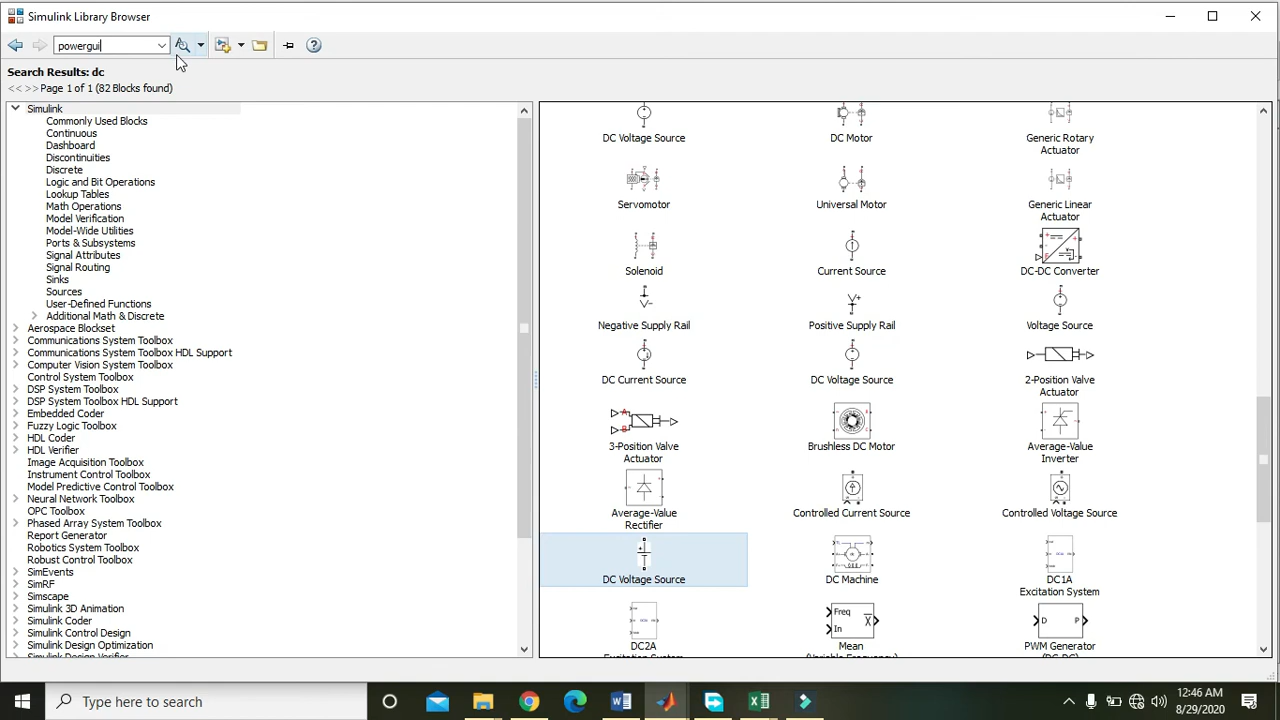 Simulink Library Browser
powergui
Search Results: dc
<< >> Page 1 of 1 (82 Blocks found)
Simulink
Commonly Used Blocks
Continuous
Dashboard
Discontinuities
Discrete
Logic and Bit Operations
Lookup Tables
Math Operations
Model Verification
Model-Wide Utilities
Ports & Subsystems
Signal Attributes
Signal Routing
Sinks
Sources
User-Defined Functions
Additional Math & Discrete
Aerospace Blockset
Communications System Toolbox
Communications System Toolbox HDL Support
Computer Vision System Toolbox
Control System Toolbox
DSP System Toolbox
DSP System Toolbox HDL Support
Embedded Coder
Fuzzy Logic Toolbox
HDL Coder
HDL Verifier
Image Acquisition Toolbox
Instrument Control Toolbox
Model Predictive Control Toolbox
Neural Network Toolbox
OPC Toolbox
Phased Array System Toolbox
Report Generator
Robotics System Toolbox
Robust Control Toolbox
SimEvents
SimRF
Simscape
Simulink 3D Animation
Simulink Coder
Simulink Control Design
Simulink Design Optimization
Simulink Design Verifier
DC Voltage Source
DC Motor
Generic Rotary
Actuator
Servomotor
Universal Motor
Generic Linear
Actuator
Solenoid
Current Source
DC-DC Converter
Negative Supply Rail
Positive Supply Rail
Voltage Source
DC Current Source
DC Voltage Source
2-Position Valve
Actuator
3-Position Valve
Actuator
Brushless DC Motor
Average-Value
Inverter
Average-Value
Rectifier
Controlled Current Source
Controlled Voltage Source
DC Voltage Source
DC Machine
DC1A
Excitation System
DC2A
Excitation System
Freq
In
Mean
(Variable Frequency)
D P
PWM Generator
(DC-DC)
Type here to search
12:46 AM
8/29/2020